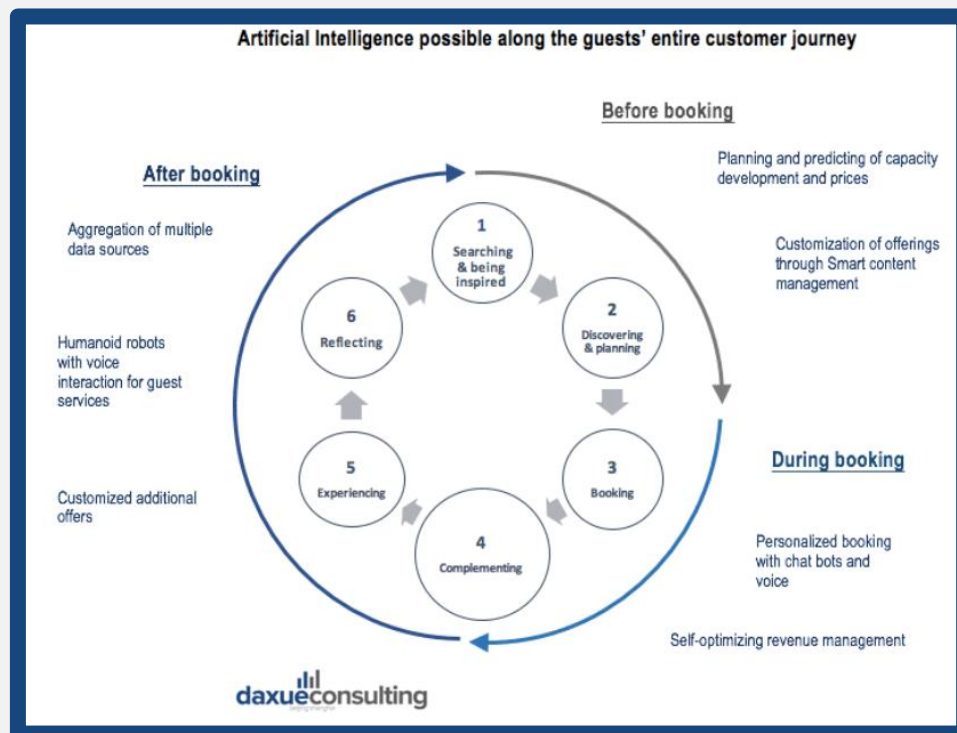 Artificial Intelligence possible along the guests' entire customer journey
Before booking
Planning and predicting of capacity
development and prices
Customization of offerings
through Smart content
management
During booking
Personalized booking
with chat bots and
voice
Self-optimizing revenue management
After booking
Aggregation of multiple
data sources
Humanoid robots
with voice
interaction for guest
services
Customized additional
offers
1
Searching
& being
inspired
2
Discovering
& planning
3
Booking
4
Complementing
5
Experiencing
6
Reflecting
daxueconsulting